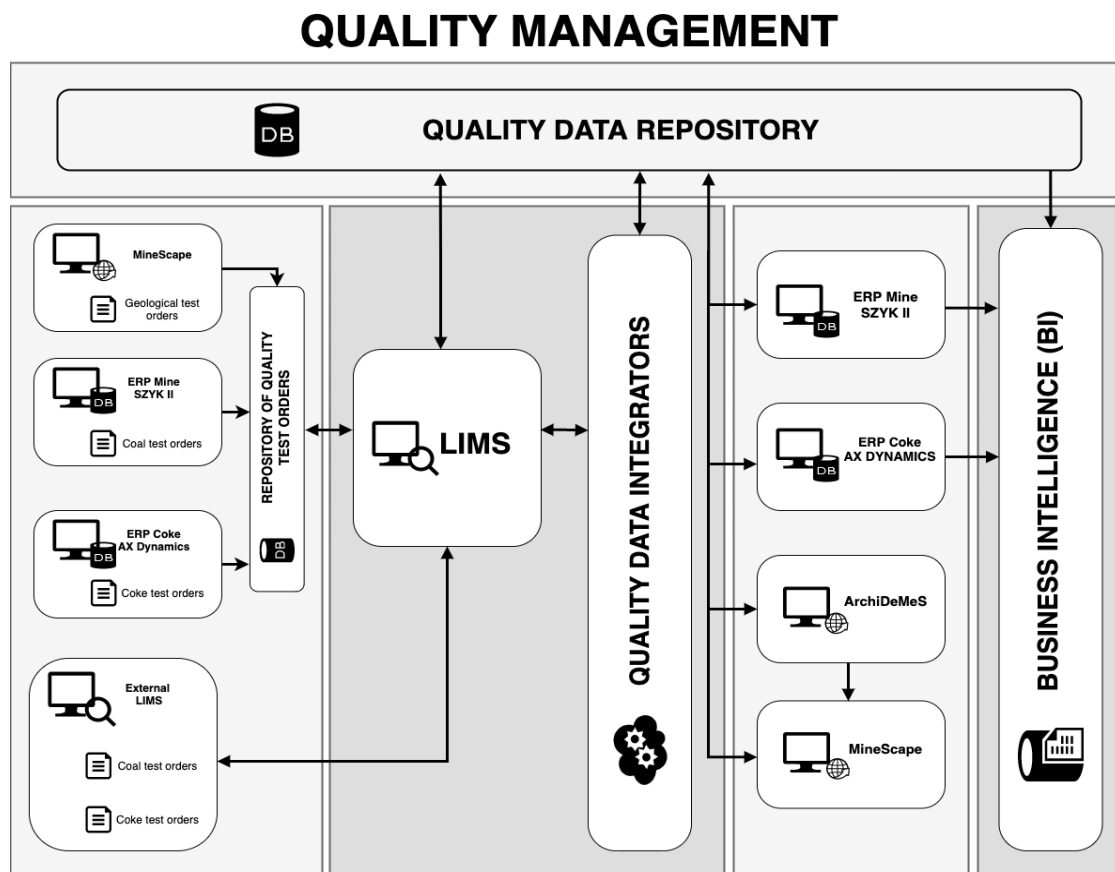 QUALITY MANAGEMENT
DB
QUALITY DATA REPOSITORY
MineScape
Geological test
orders
ERP Mine
SZYK II
DB
Coal test orders
ERP Coke
AX Dynamics
DB
Coke test orders
External
LIMS
Coal test orders
Coke test orders
REPOSITORY OF QUALITY
TEST ORDERS
DB
LIMS
QUALITY DATA INTEGRATORS
ERP Mine
SZYK II
DB
ERP Coke
AX DYNAMICS
DB
ArchiDeMeS
MineScape
BUSINESS INTELLIGENCE (BI)